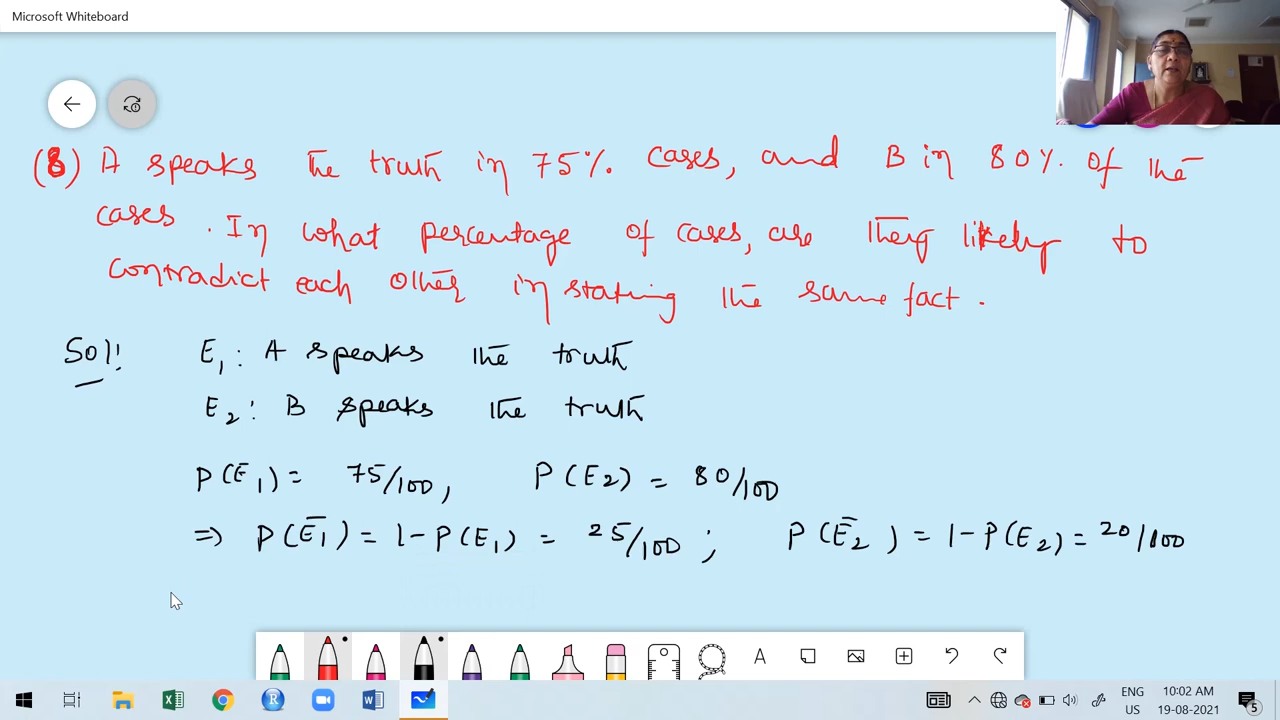 Microsoft Whiteboard
(8) A speaks the truth in 75%. cases, and B in 80%. of the
cases. In what percentage of cases, are they likely to
contradict each other in stating the same fact.
Sol:
E1: A speaks the truth
E2: B speaks the truth
P(E1) = 75/100, P(E2) = 80/100
⇒ P(E̅1) = 1-P(E1) = 25/100 ; P(E̅2) = 1-P(E2) = 20/100
ENG
US
10:02 AM
19-08-2021
5